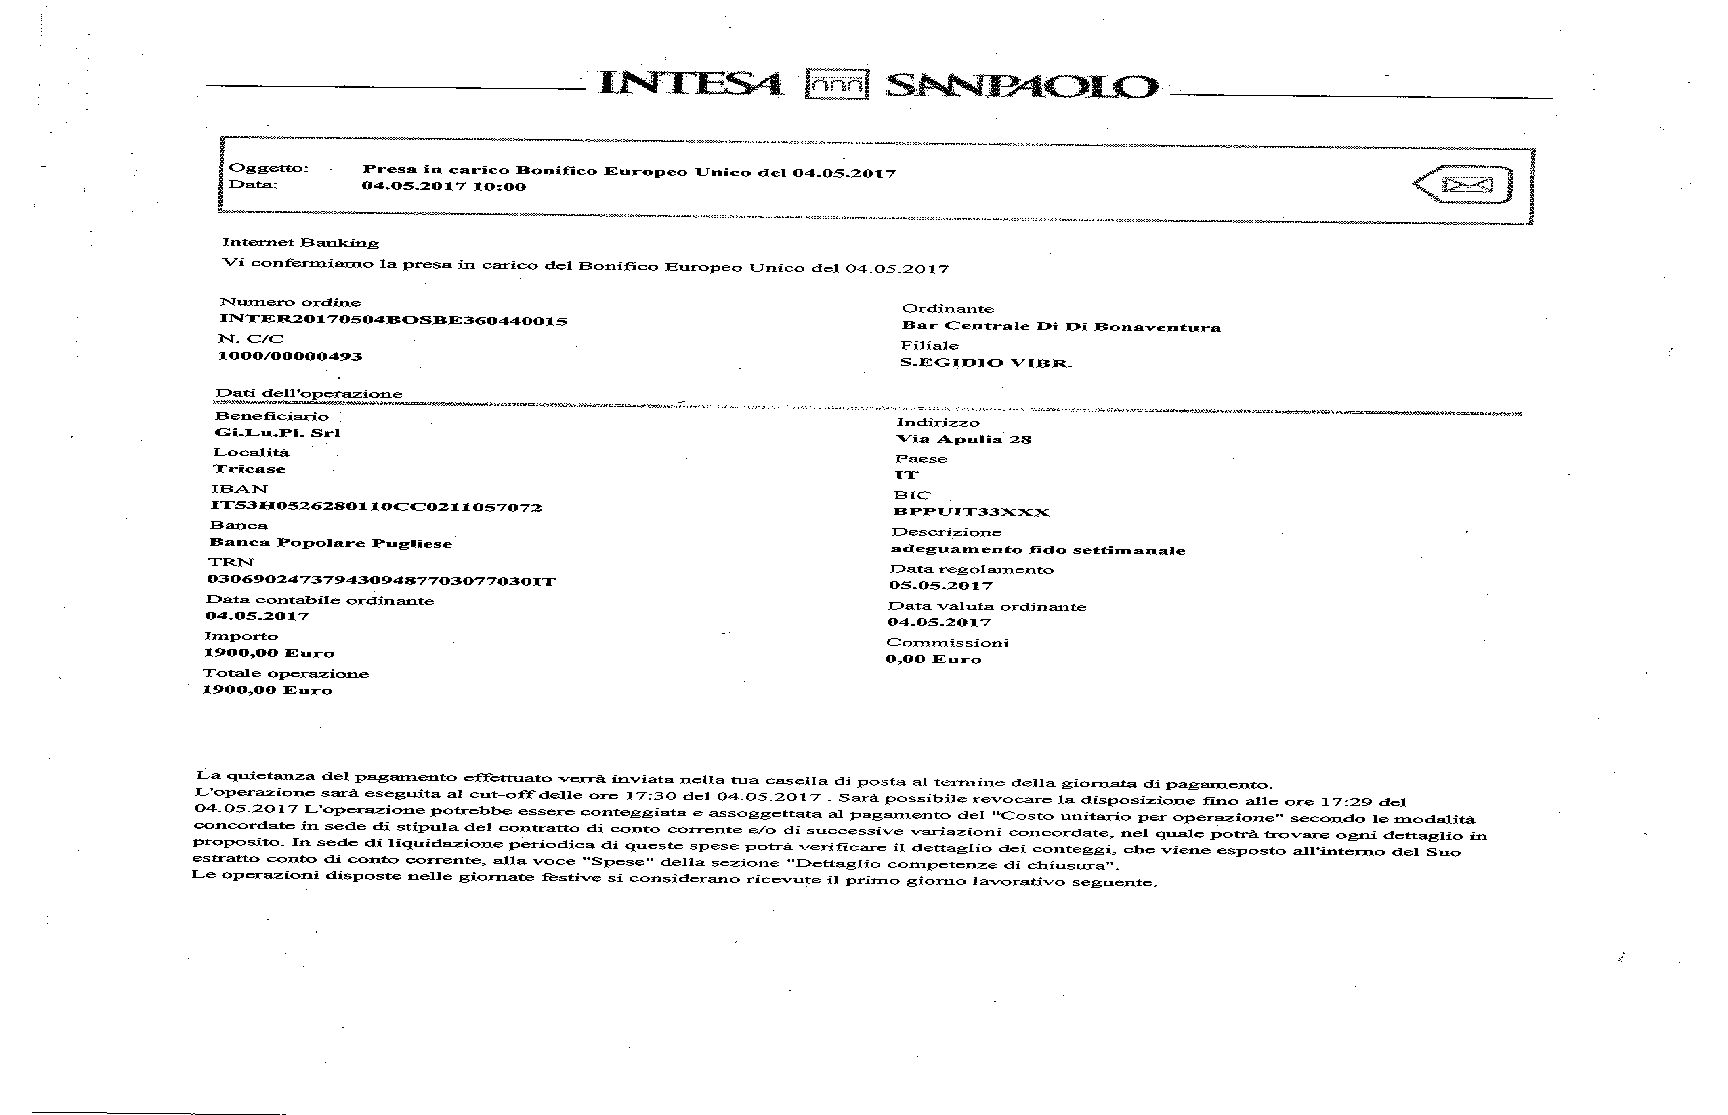 INTESA SANPAOLO
Oggetto: Presa in carico Bonifico Europeo Unico del 04.05.2017
Data: 04.05.2017 10:00
Internet Banking
Vi confermiamo la presa in carico del Bonifico Europeo Unico del 04.05.2017
Numero ordine
INTER20170504BOSBE360440015
N. C/C
1000/00000493
Ordinante
Bar Centrale Di Di Bonaventura
Filiale
S.EGIDIO VIBR.
Dati dell'operazione
Beneficiario
Gi.Lu.Pi. Srl
Località
Tricase
IBAN
IT53H0526280110CC0211057072
Banca
Banca Popolare Pugliese
TRN
0306902473794309487703077030IT
Data contabile ordinante
04.05.2017
Importo
1900,00 Euro
Totale operazione
1900,00 Euro
Indirizzo
Via Apulia 28
Paese
IT
BIC
BPPUIT33XXX
Descrizione
adeguamento fido settimanale
Data regolamento
05.05.2017
Data valuta ordinante
04.05.2017
Commissioni
0,00 Euro
La quietanza del pagamento effettuato verrà inviata nella tua casella di posta al termine della giornata di pagamento.
L'operazione sarà eseguita al cut-off delle ore 17:30 del 04.05.2017 . Sarà possibile revocare la disposizione fino alle ore 17:29 del
04.05.2017 L'operazione potrebbe essere conteggiata e assoggettata al pagamento del "Costo unitario per operazione" secondo le modalità
concordate in sede di stipula del contratto di conto corrente e/o di successive variazioni concordate, nel quale potrà trovare ogni dettaglio in
proposito. In sede di liquidazione periodica di queste spese potrà verificare il dettaglio dei conteggi, che viene esposto all'interno del Suo
estratto conto di conto corrente, alla voce "Spese" della sezione "Dettaglio competenze di chiusura".
Le operazioni disposte nelle giornate festive si considerano ricevute il primo giorno lavorativo seguente.